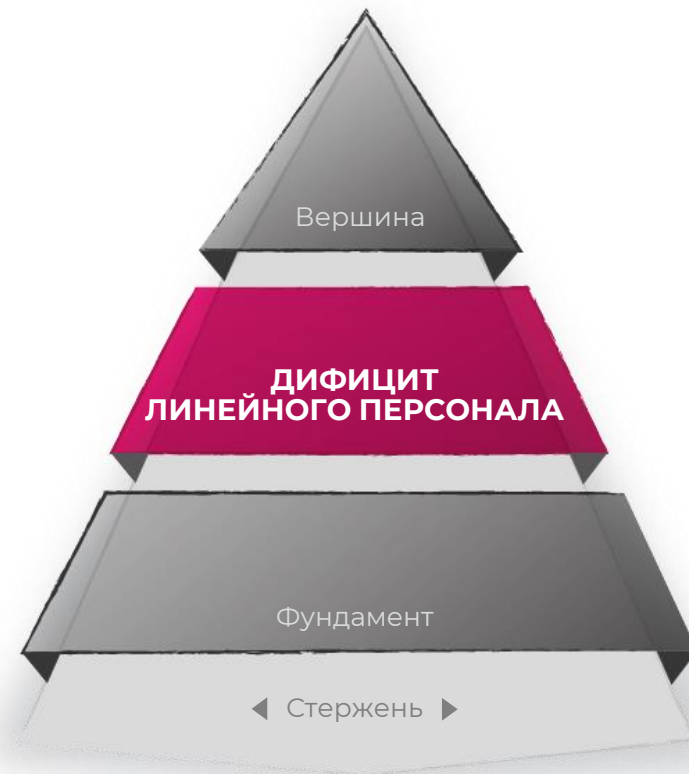 Вершина
ДИФИЦИТ
ЛИНЕЙНОГО ПЕРСОНАЛА
Фундамент
Стержень